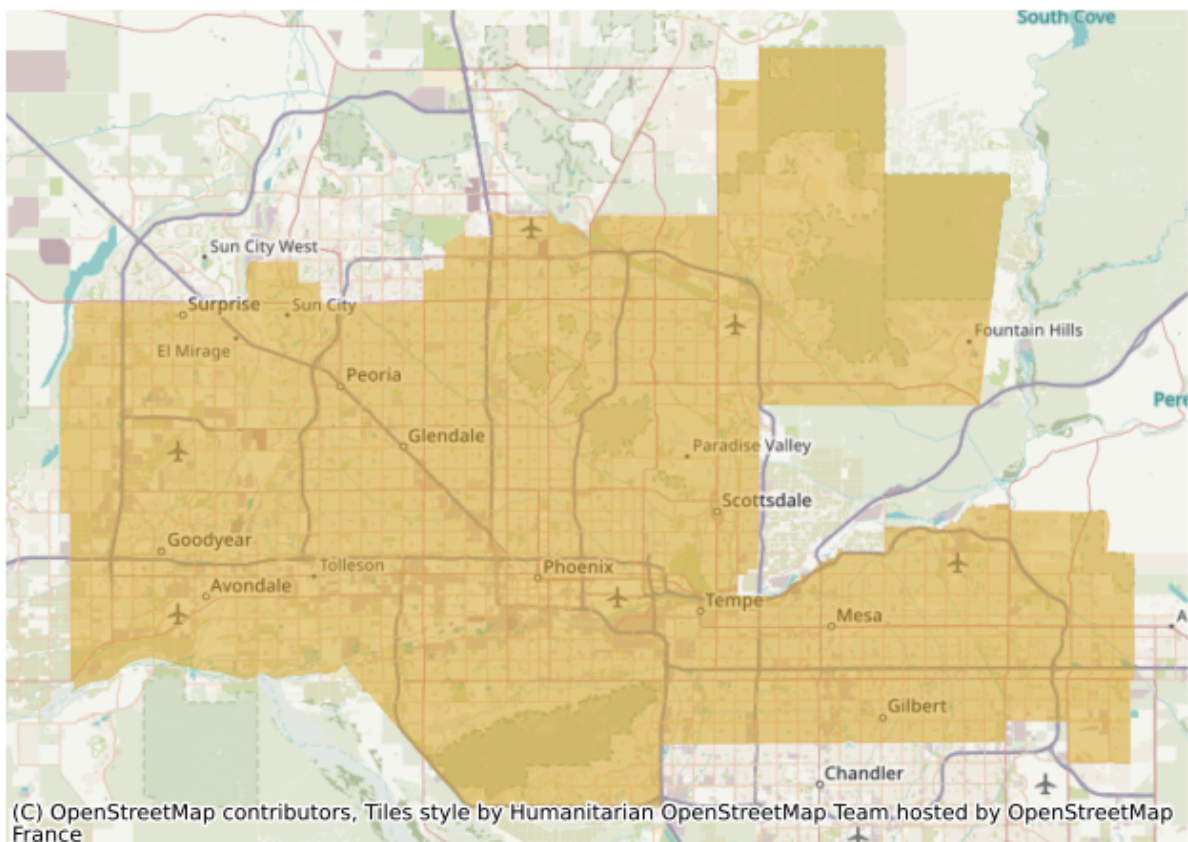 South Cove
Sun City West
Surprise
Sun City
El Mirage
Fountain Hills
Peoria
Pere
Glendale
Paradise Valley
Scottsdale
Goodyear
Tolleson
Phoenix
Avondale
Tempe
Mesa
A
Gilbert
Chandler
(C) OpenStreetMap contributors, Tiles style by Humanitarian OpenStreetMap Team hosted by OpenStreetMap
France